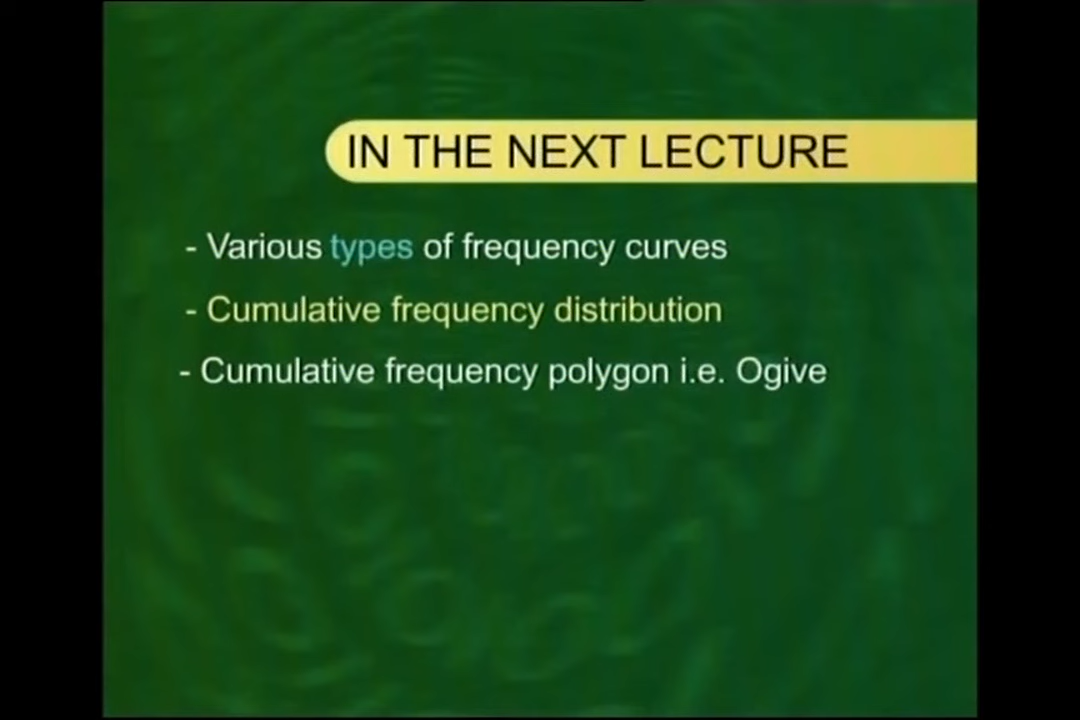 IN THE NEXT LECTURE
- Various types of frequency curves
- Cumulative frequency distribution
- Cumulative frequency polygon i.e. Ogive